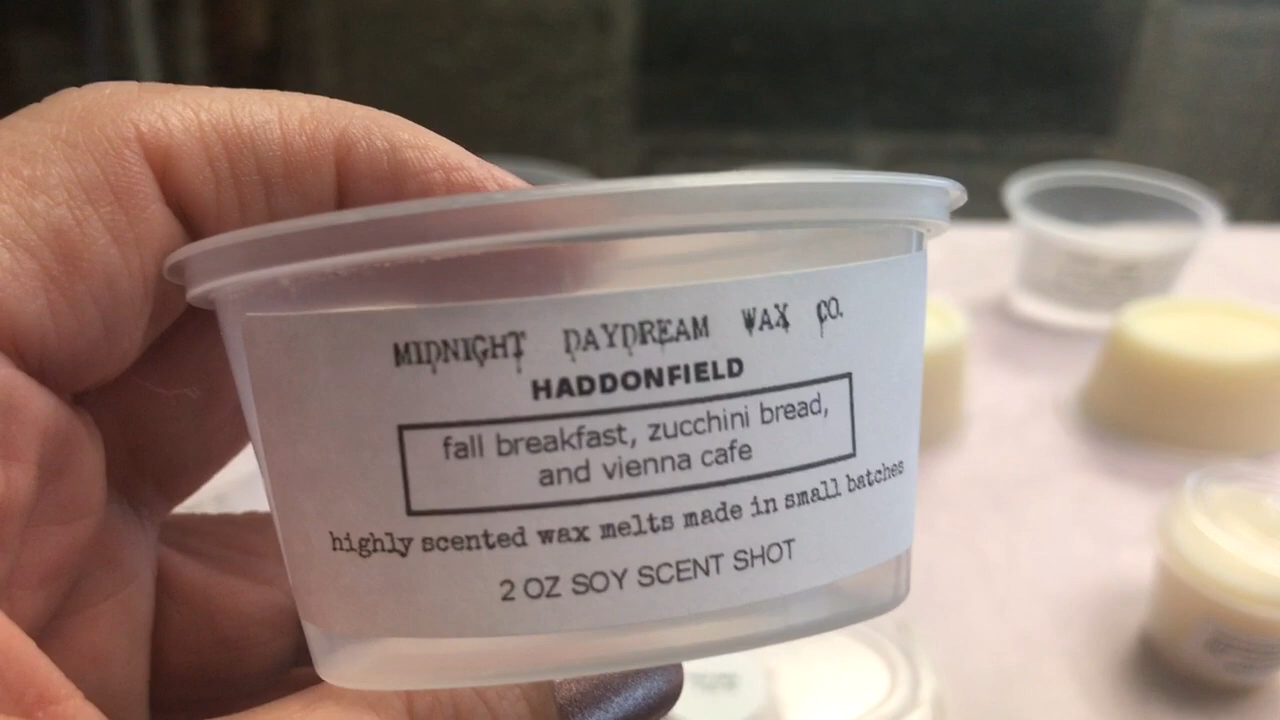 MIDNIGHT DAYDREAM WAX CO.
HADDONFIELD
fall breakfast, zucchini bread,
and vienna cafe
highly scented wax melts made in small batches
2 OZ SOY SCENT SHOT